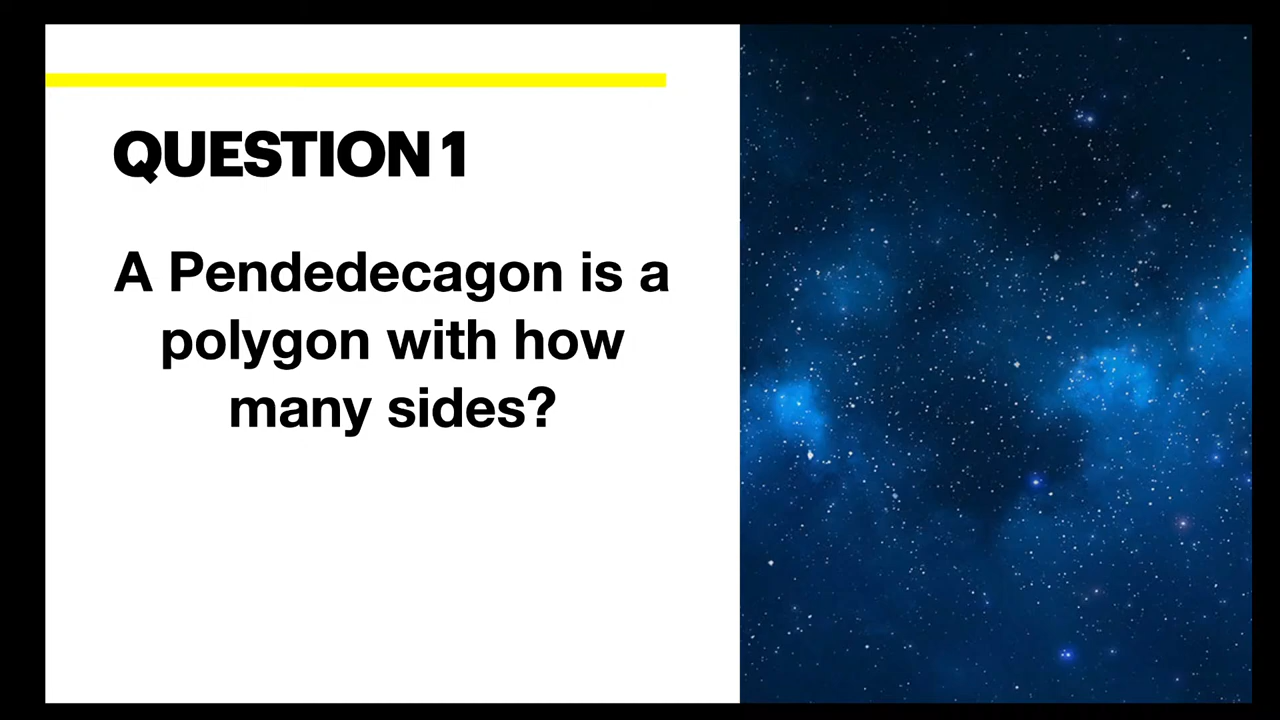 QUESTION 1
A Pendedecagon is a
polygon with how
many sides?